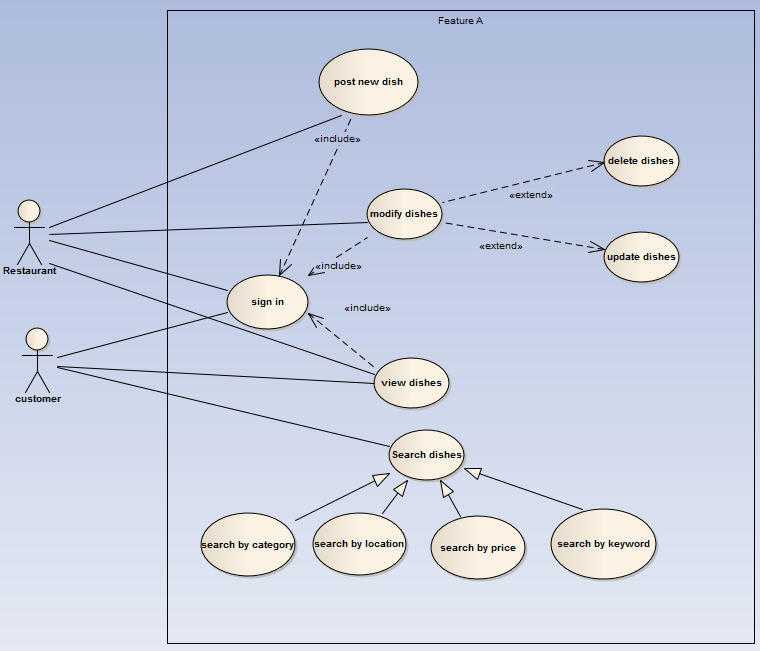 Feature A
post new dish
«include»
delete dishes
«extend»
modify dishes
«extend»
update dishes
Restaurant
«include»
sign in
«include»
customer
view dishes
Search dishes
search by category
search by location
search by price
search by keyword